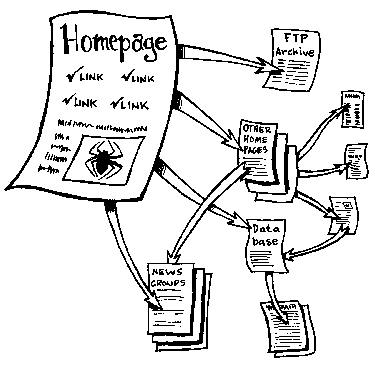 Homepage
✓LINK ✓LINK
✓LINK ✓LINK
FTP
Archive
OTHER
HOME
PAGES
Data
base
NEWS
GROUPS